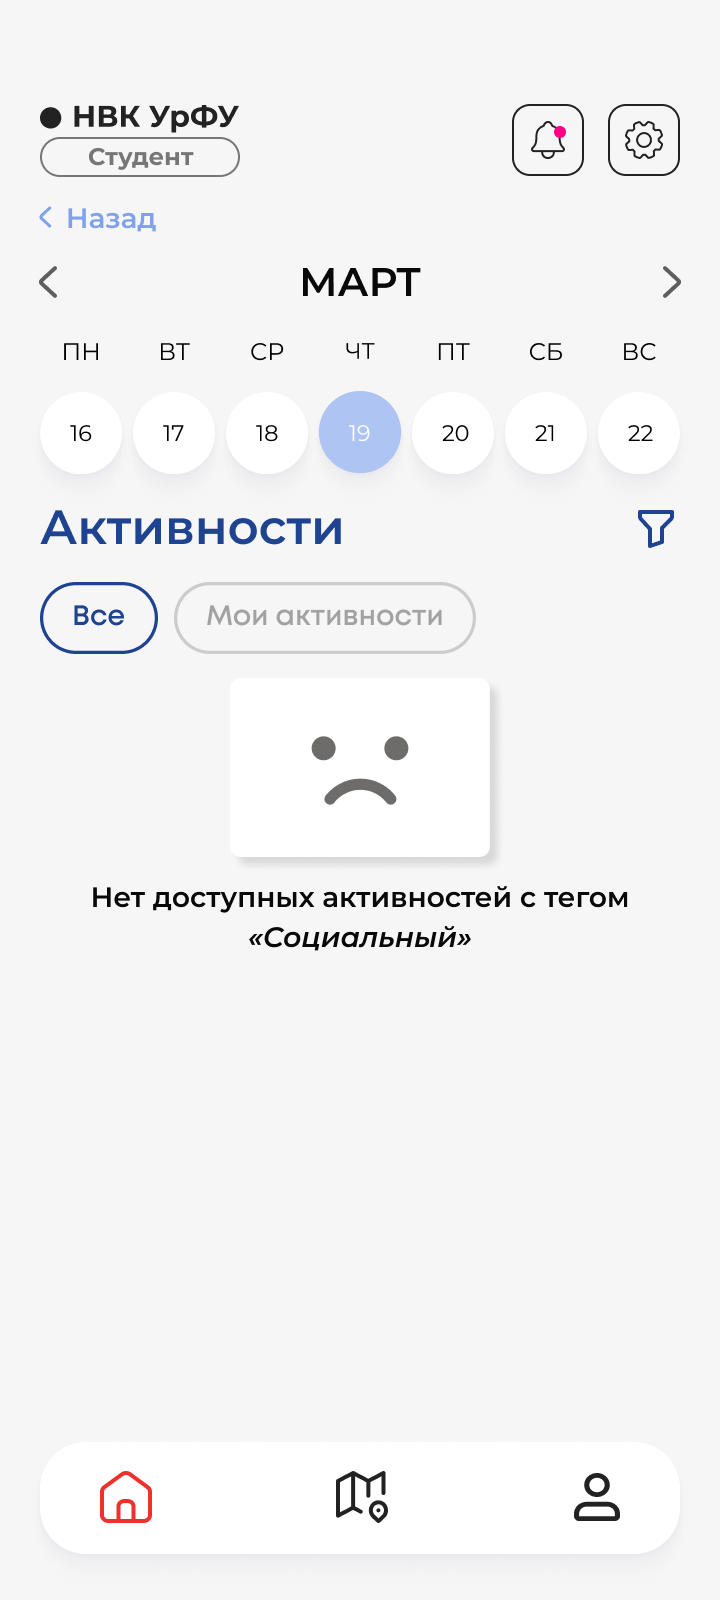 НВК УрФУ
Студент
Назад
МАРТ
ПН ВТ СР ЧТ ПТ СБ ВС
16 17 18 19 20 21 22
Активности
Все Мои активности
Нет доступных активностей с тегом
«Социальный»